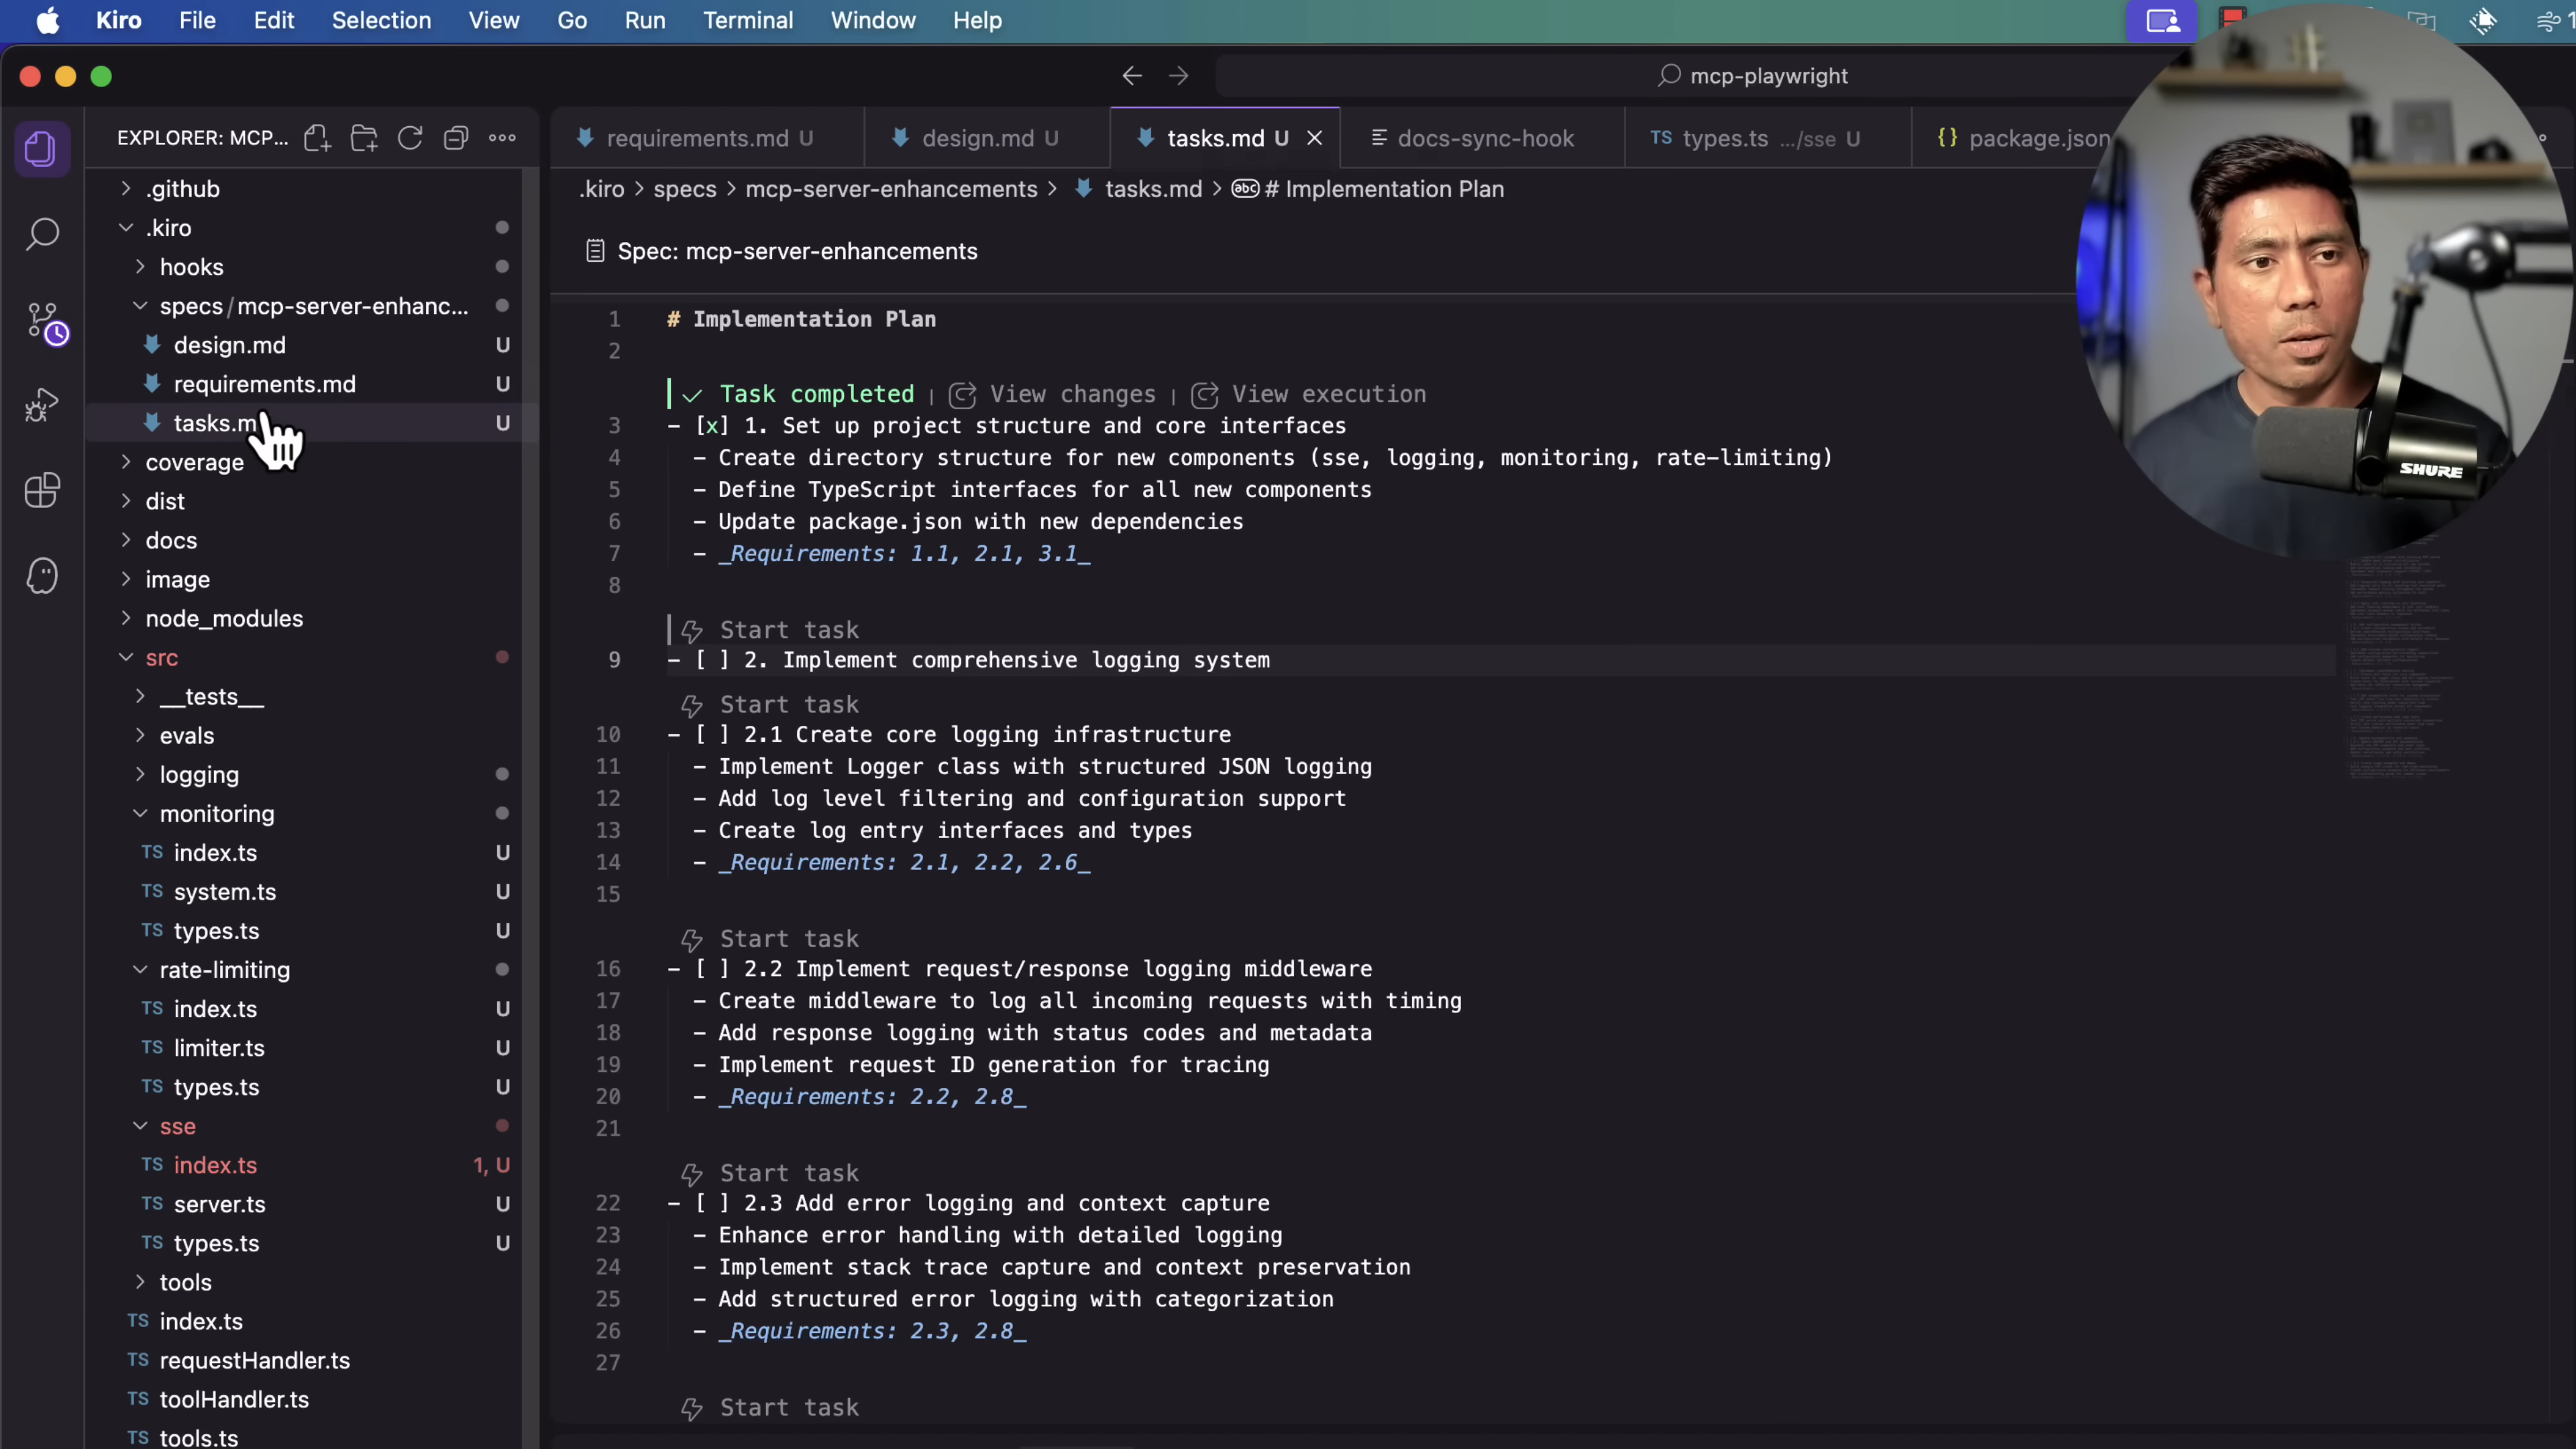 Kiro File Edit Selection View Go Run Terminal Window Help
mcp-playwright
EXPLORER: MCP...
requirements.md U
design.md U
tasks.md U
docs-sync-hook
TS types.ts .../sse U
{} package.json
.github
.kiro
hooks
specs/mcp-server-enhanc...
design.md U
requirements.md U
tasks.m U
coverage
dist
docs
image
node_modules
src
__tests__
evals
logging
monitoring
TS index.ts U
TS system.ts U
TS types.ts U
rate-limiting
TS index.ts U
TS limiter.ts U
TS types.ts U
sse
TS index.ts 1, U
TS server.ts U
TS types.ts U
tools
TS index.ts
TS requestHandler.ts
TS toolHandler.ts
TS tools.ts
.kiro > specs > mcp-server-enhancements > tasks.md > abc # Implementation Plan
Spec: mcp-server-enhancements
1 # Implementation Plan
2
✓ Task completed | View changes | View execution
3 - [x] 1. Set up project structure and core interfaces
4 - Create directory structure for new components (sse, logging, monitoring, rate-limiting)
5 - Define TypeScript interfaces for all new components
6 - Update package.json with new dependencies
7 - _Requirements: 1.1, 2.1, 3.1_
8
Start task
9 - [ ] 2. Implement comprehensive logging system
Start task
10 - [ ] 2.1 Create core logging infrastructure
11 - Implement Logger class with structured JSON logging
12 - Add log level filtering and configuration support
13 - Create log entry interfaces and types
14 - _Requirements: 2.1, 2.2, 2.6_
15
Start task
16 - [ ] 2.2 Implement request/response logging middleware
17 - Create middleware to log all incoming requests with timing
18 - Add response logging with status codes and metadata
19 - Implement request ID generation for tracing
20 - _Requirements: 2.2, 2.8_
21
Start task
22 - [ ] 2.3 Add error logging and context capture
23 - Enhance error handling with detailed logging
24 - Implement stack trace capture and context preservation
25 - Add structured error logging with categorization
26 - _Requirements: 2.3, 2.8_
27
Start task
SHURE